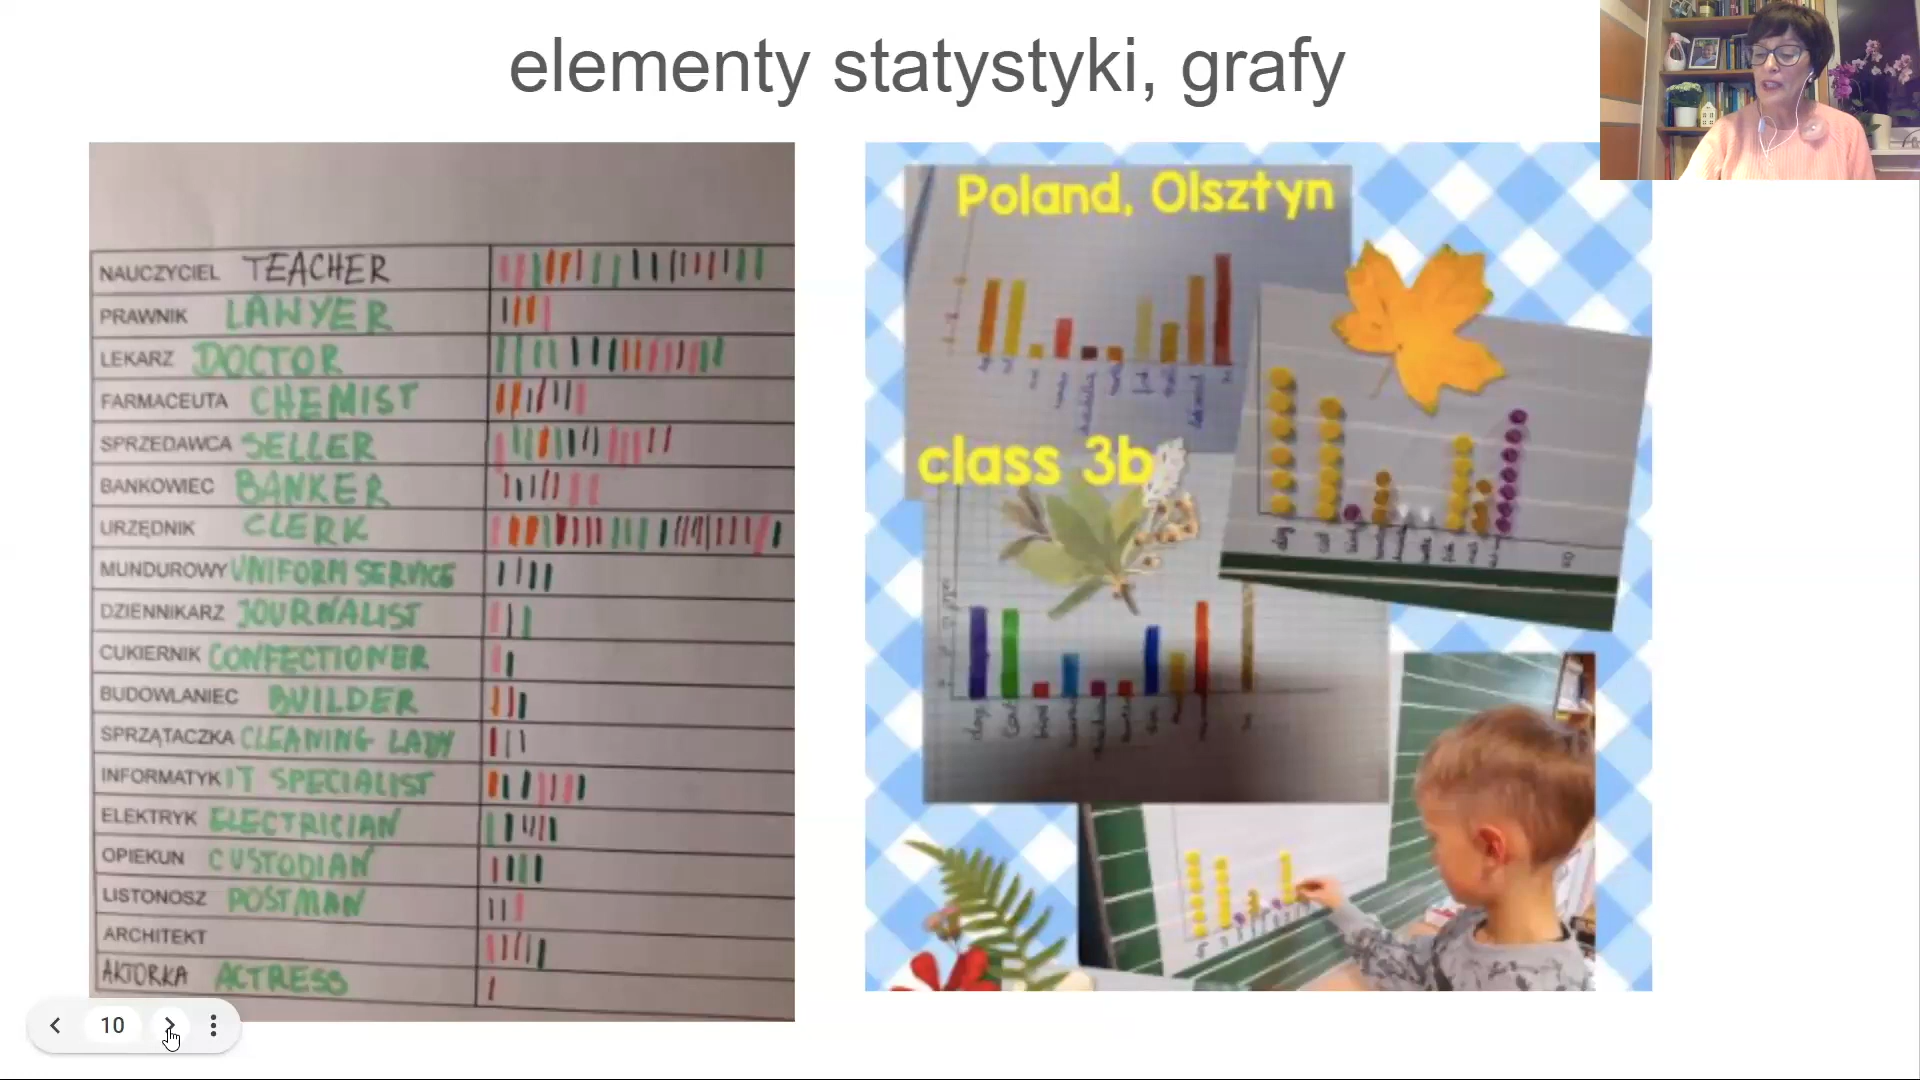 elementy statystyki, grafy
NAUCZYCIEL TEACHER
PRAWNIK LAWYER
LEKARZ DOCTOR
FARMACEUTA CHEMIST
SPRZEDAWCA SELLER
BANKOWIEC BANKER
URZĘDNIK CLERK
MUNDUROWY UNIFORM SERVICE
DZIENNIKARZ JOURNALIST
CUKIERNIK CONFECTIONER
BUDOWLANIEC BUILDER
SPRZĄTACZKA CLEANING LADY
INFORMATYK IT SPECIALIST
ELEKTRYK ELECTRICIAN
OPIEKUN CUSTODIAN
LISTONOSZ POSTMAN
ARCHITEKT
AKTORKA ACTRESS
Poland, Olsztyn
class 3b
dog cat
10